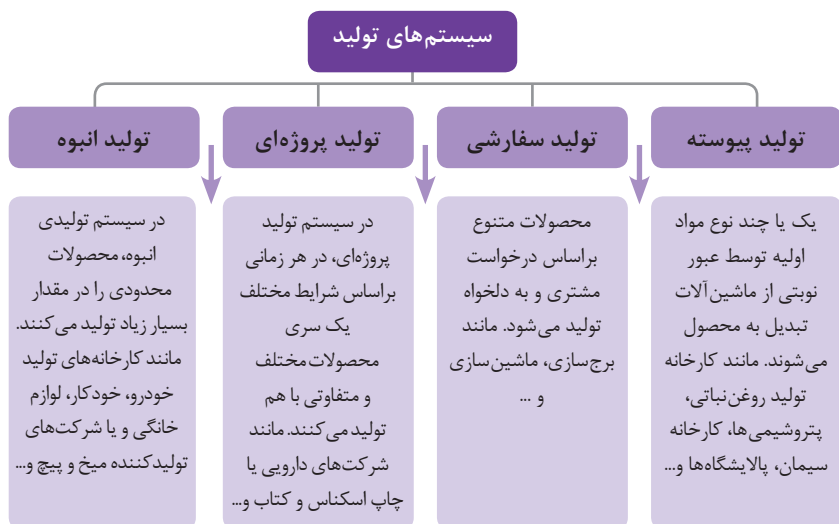 سیستم‌های تولید
تولید پیوسته
یک یا چند نوع مواد
اولیه توسط عبور
نوبتی از ماشین‌آلات
تبدیل به محصول
می‌شوند. مانند کارخانه
تولید روغن‌نباتی،
پتروشیمی‌ها، کارخانه
سیمان، پالایشگاه‌ها و...
تولید سفارشی
محصولات متنوع
براساس درخواست
مشتری و به دلخواه
تولید می‌شود. مانند
برج‌سازی، ماشین‌سازی
و ...
تولید پروژه‌ای
در سیستم تولید
پروژه‌ای، در هر زمانی
براساس شرایط مختلف
یک سری
محصولات مختلف
و متفاوتی با هم
تولید می‌کنند. مانند
شرکت‌های دارویی یا
چاپ اسکناس و کتاب و...
تولید انبوه
در سیستم تولیدی
انبوه، محصولات
محدودی را در مقدار
بسیار زیاد تولید می‌کنند.
مانند کارخانه‌های تولید
خودرو، خودکار، لوازم
خانگی و یا شرکت‌های
تولیدکننده میخ و پیچ و...